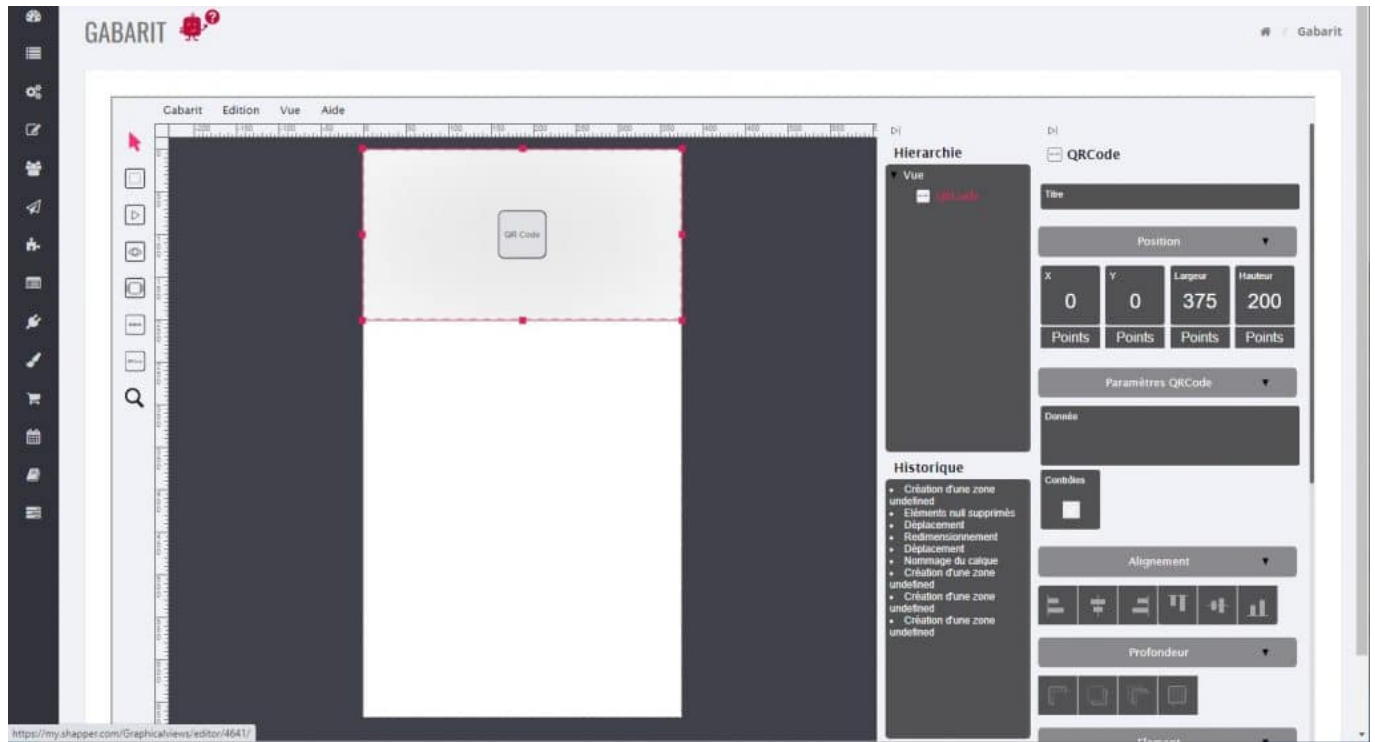 GABARIT
?
/ Gabarit
Gabarit Edition Vue Aide
Hierarchie
QRCode
Vue
QRCode
Titre
QR Code
Position
X
Y
Largeur
Hauteur
0
0
375
200
Points
Points
Points
Points
Paramètres QRCode
Donnée
Historique
Contrôles
• Création d'une zone
undefined
• Eléments null supprimés
• Déplacement
• Redimensionnement
• Déplacement
• Nommage du calque
• Création d'une zone
undefined
• Création d'une zone
undefined
• Création d'une zone
undefined
Alignement
Profondeur
Element
https://my.shapper.com/Graphicalviews/editor/4641/